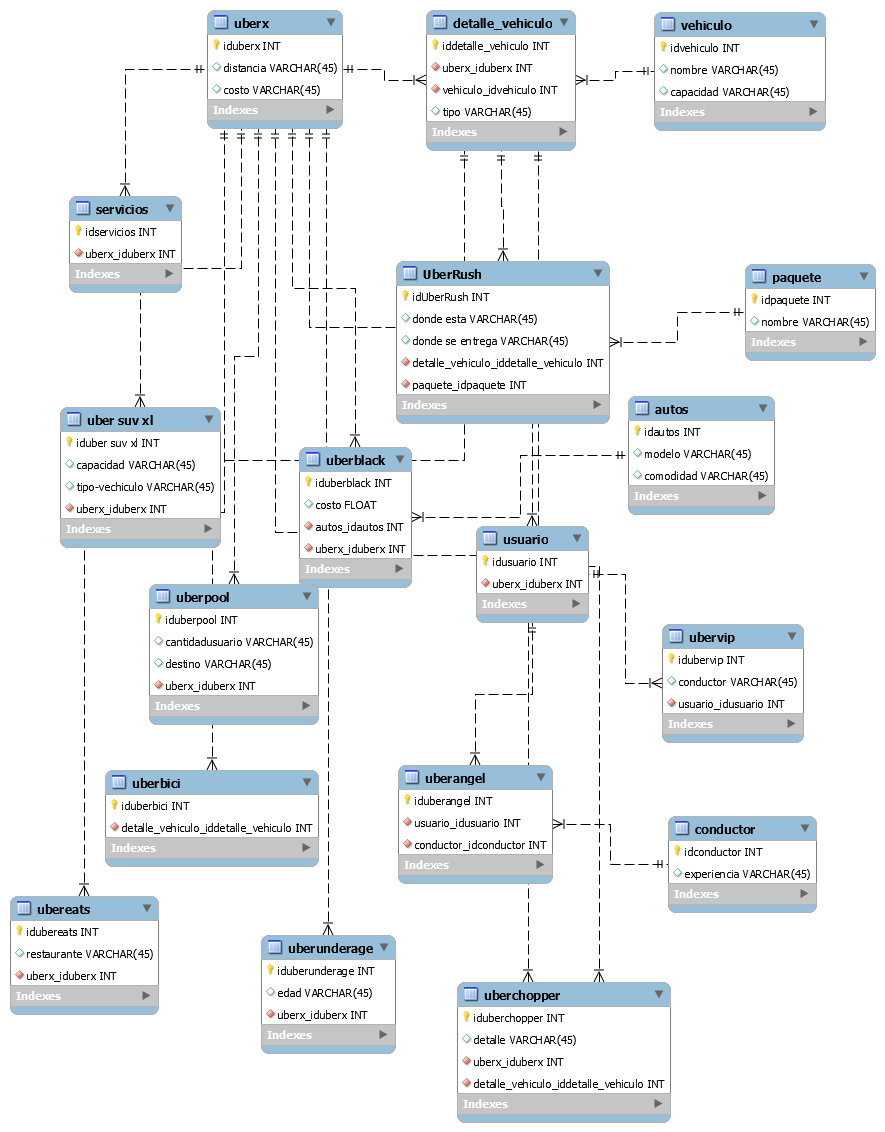 uberx
iduberx INT
distancia VARCHAR(45)
costo VARCHAR(45)
Indexes
detalle_vehiculo
iddetalle_vehiculo INT
uberx_iduberx INT
vehiculo_idvehiculo INT
tipo VARCHAR(45)
Indexes
vehiculo
idvehiculo INT
nombre VARCHAR(45)
capacidad VARCHAR(45)
Indexes
servicios
idservicios INT
uberx_iduberx INT
Indexes
UberRush
idUberRush INT
donde esta VARCHAR(45)
donde se entrega VARCHAR(45)
detalle_vehiculo_iddetalle_vehiculo INT
paquete_idpaquete INT
Indexes
paquete
idpaquete INT
nombre VARCHAR(45)
Indexes
uber suv xl
iduber suv xl INT
capacidad VARCHAR(45)
tipo-vechiculo VARCHAR(45)
uberx_iduberx INT
Indexes
uberblack
iduberblack INT
costo FLOAT
autos_idautos INT
uberx_iduberx INT
Indexes
autos
idautos INT
modelo VARCHAR(45)
comodidad VARCHAR(45)
Indexes
usuario
idusuario INT
uberx_iduberx INT
Indexes
uberpool
iduberpool INT
cantidadusuario VARCHAR(45)
destino VARCHAR(45)
uberx_iduberx INT
Indexes
ubervip
idubervip INT
conductor VARCHAR(45)
usuario_idusuario INT
Indexes
uberbici
iduberbici INT
detalle_vehiculo_iddetalle_vehiculo INT
Indexes
uberangel
iduberangel INT
usuario_idusuario INT
conductor_idconductor INT
Indexes
conductor
idconductor INT
experiencia VARCHAR(45)
Indexes
ubereats
idubereats INT
restaurante VARCHAR(45)
uberx_iduberx INT
Indexes
uberunderage
iduberunderage INT
edad VARCHAR(45)
uberx_iduberx INT
Indexes
uberchopper
iduberchopper INT
detalle VARCHAR(45)
uberx_iduberx INT
detalle_vehiculo_iddetalle_vehiculo INT
Indexes